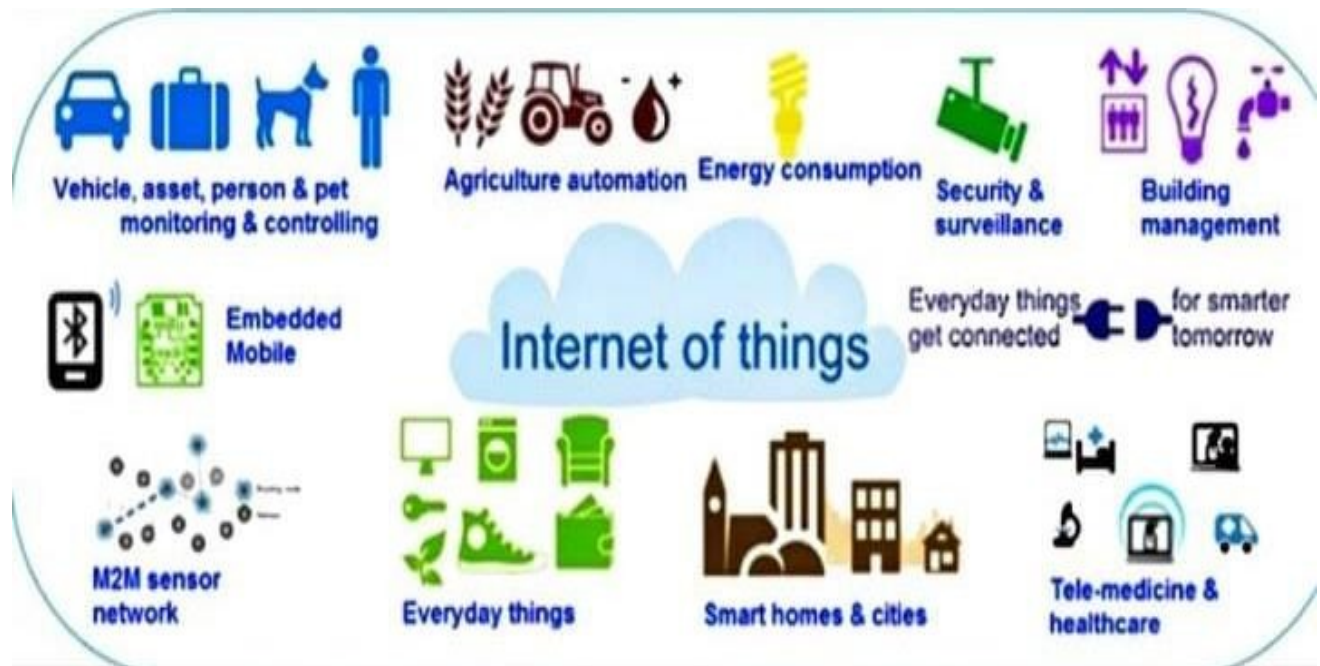 Vehicle, asset, person & pet
monitoring & controlling
Agriculture automation
Energy consumption
Security &
surveillance
Building
management
Embedded
Mobile
Internet of things
Everyday things
get connected
for smarter
tomorrow
M2M sensor
network
Everyday things
Smart homes & cities
Tele-medicine &
healthcare